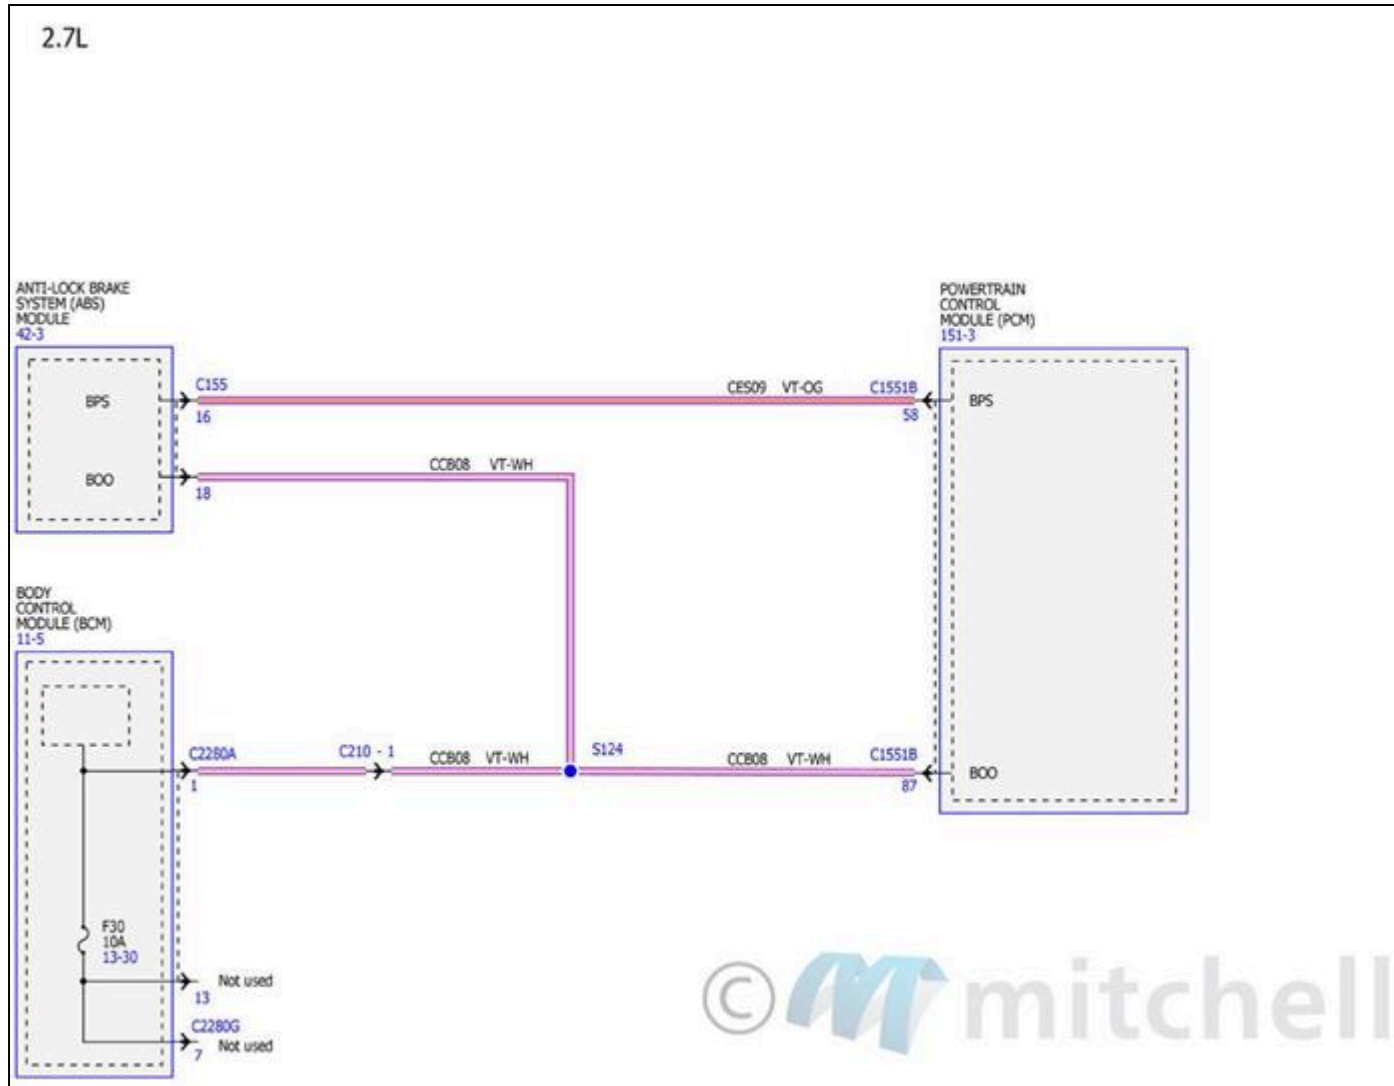 2.7L
ANTI-LOCK BRAKE
SYSTEM (ABS)
MODULE
42-3
POWERTRAIN
CONTROL
MODULE (PCM)
151-3
C155
CES09 VT-OG C1551B
BPS
16
58
BPS
CCB08 VT-WH
BOO
18
BODY
CONTROL
MODULE (BCM)
11-5
C2280A
C210 - 1
CCB08 VT-WH
S124
CCB08 VT-WH
C1551B
1
87
BOO
F30
10A
13-30
Not used
13
C2280G
7 Not used
© mitchell